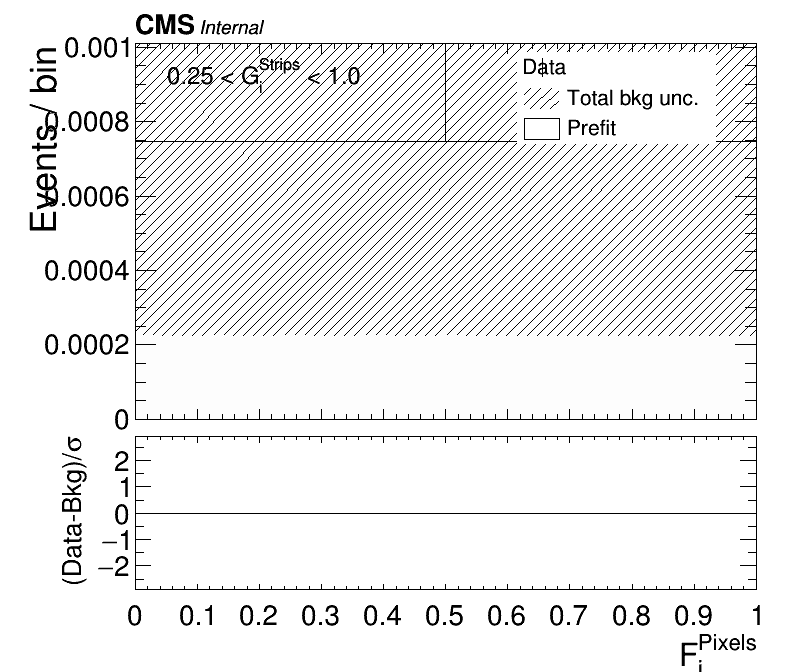 CMS Internal
0.25 < G_i^Strips < 1.0
Data
Total bkg unc.
Prefit
Events / bin
0.001
0.0008
0.0006
0.0004
0.0002
0
(Data-Bkg)/σ
2
1
0
−1
−2
0 0.1 0.2 0.3 0.4 0.5 0.6 0.7 0.8 0.9 1
F_i^Pixels